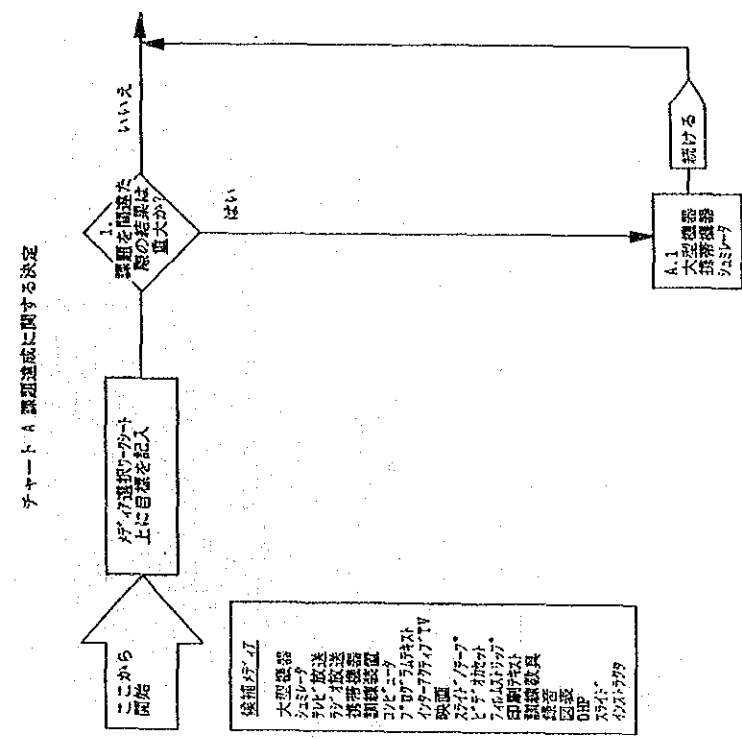 チャート A 課題達成に関する決定
ここから
開始
メディア選択ワークシート
上に目標を記入
1.
課題を間違た
際の結果は
重大か?
いいえ
はい
A.1
大型機器
携帯機器
シュミレータ
続ける
候補メディア
大型機器
シュミレータ
テレビ放送
ラジオ放送
携帯機器
訓練装置
コンピュータ
プログラムテキスト
インターアクティブTV
映画
スライド/テープ
ビデオカセット
フィルムストリップ
印刷テキスト
訓練教具
録音
図表
OHP
スライド
インストラクタ